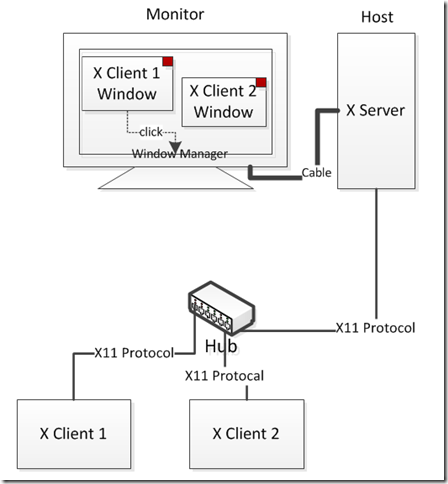 Monitor
Host
X Client 1
Window
X Client 2
Window
click
Window Manager
X Server
Cable
Hub
X11 Protocol
X11 Protocol
X11 Protocal
X Client 1
X Client 2